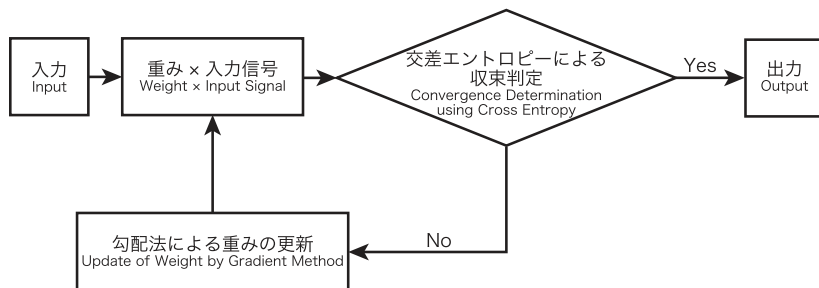 入力
Input
重み × 入力信号
Weight × Input Signal
交差エントロピーによる
収束判定
Convergence Determination
using Cross Entropy
Yes
出力
Output
No
勾配法による重みの更新
Update of Weight by Gradient Method